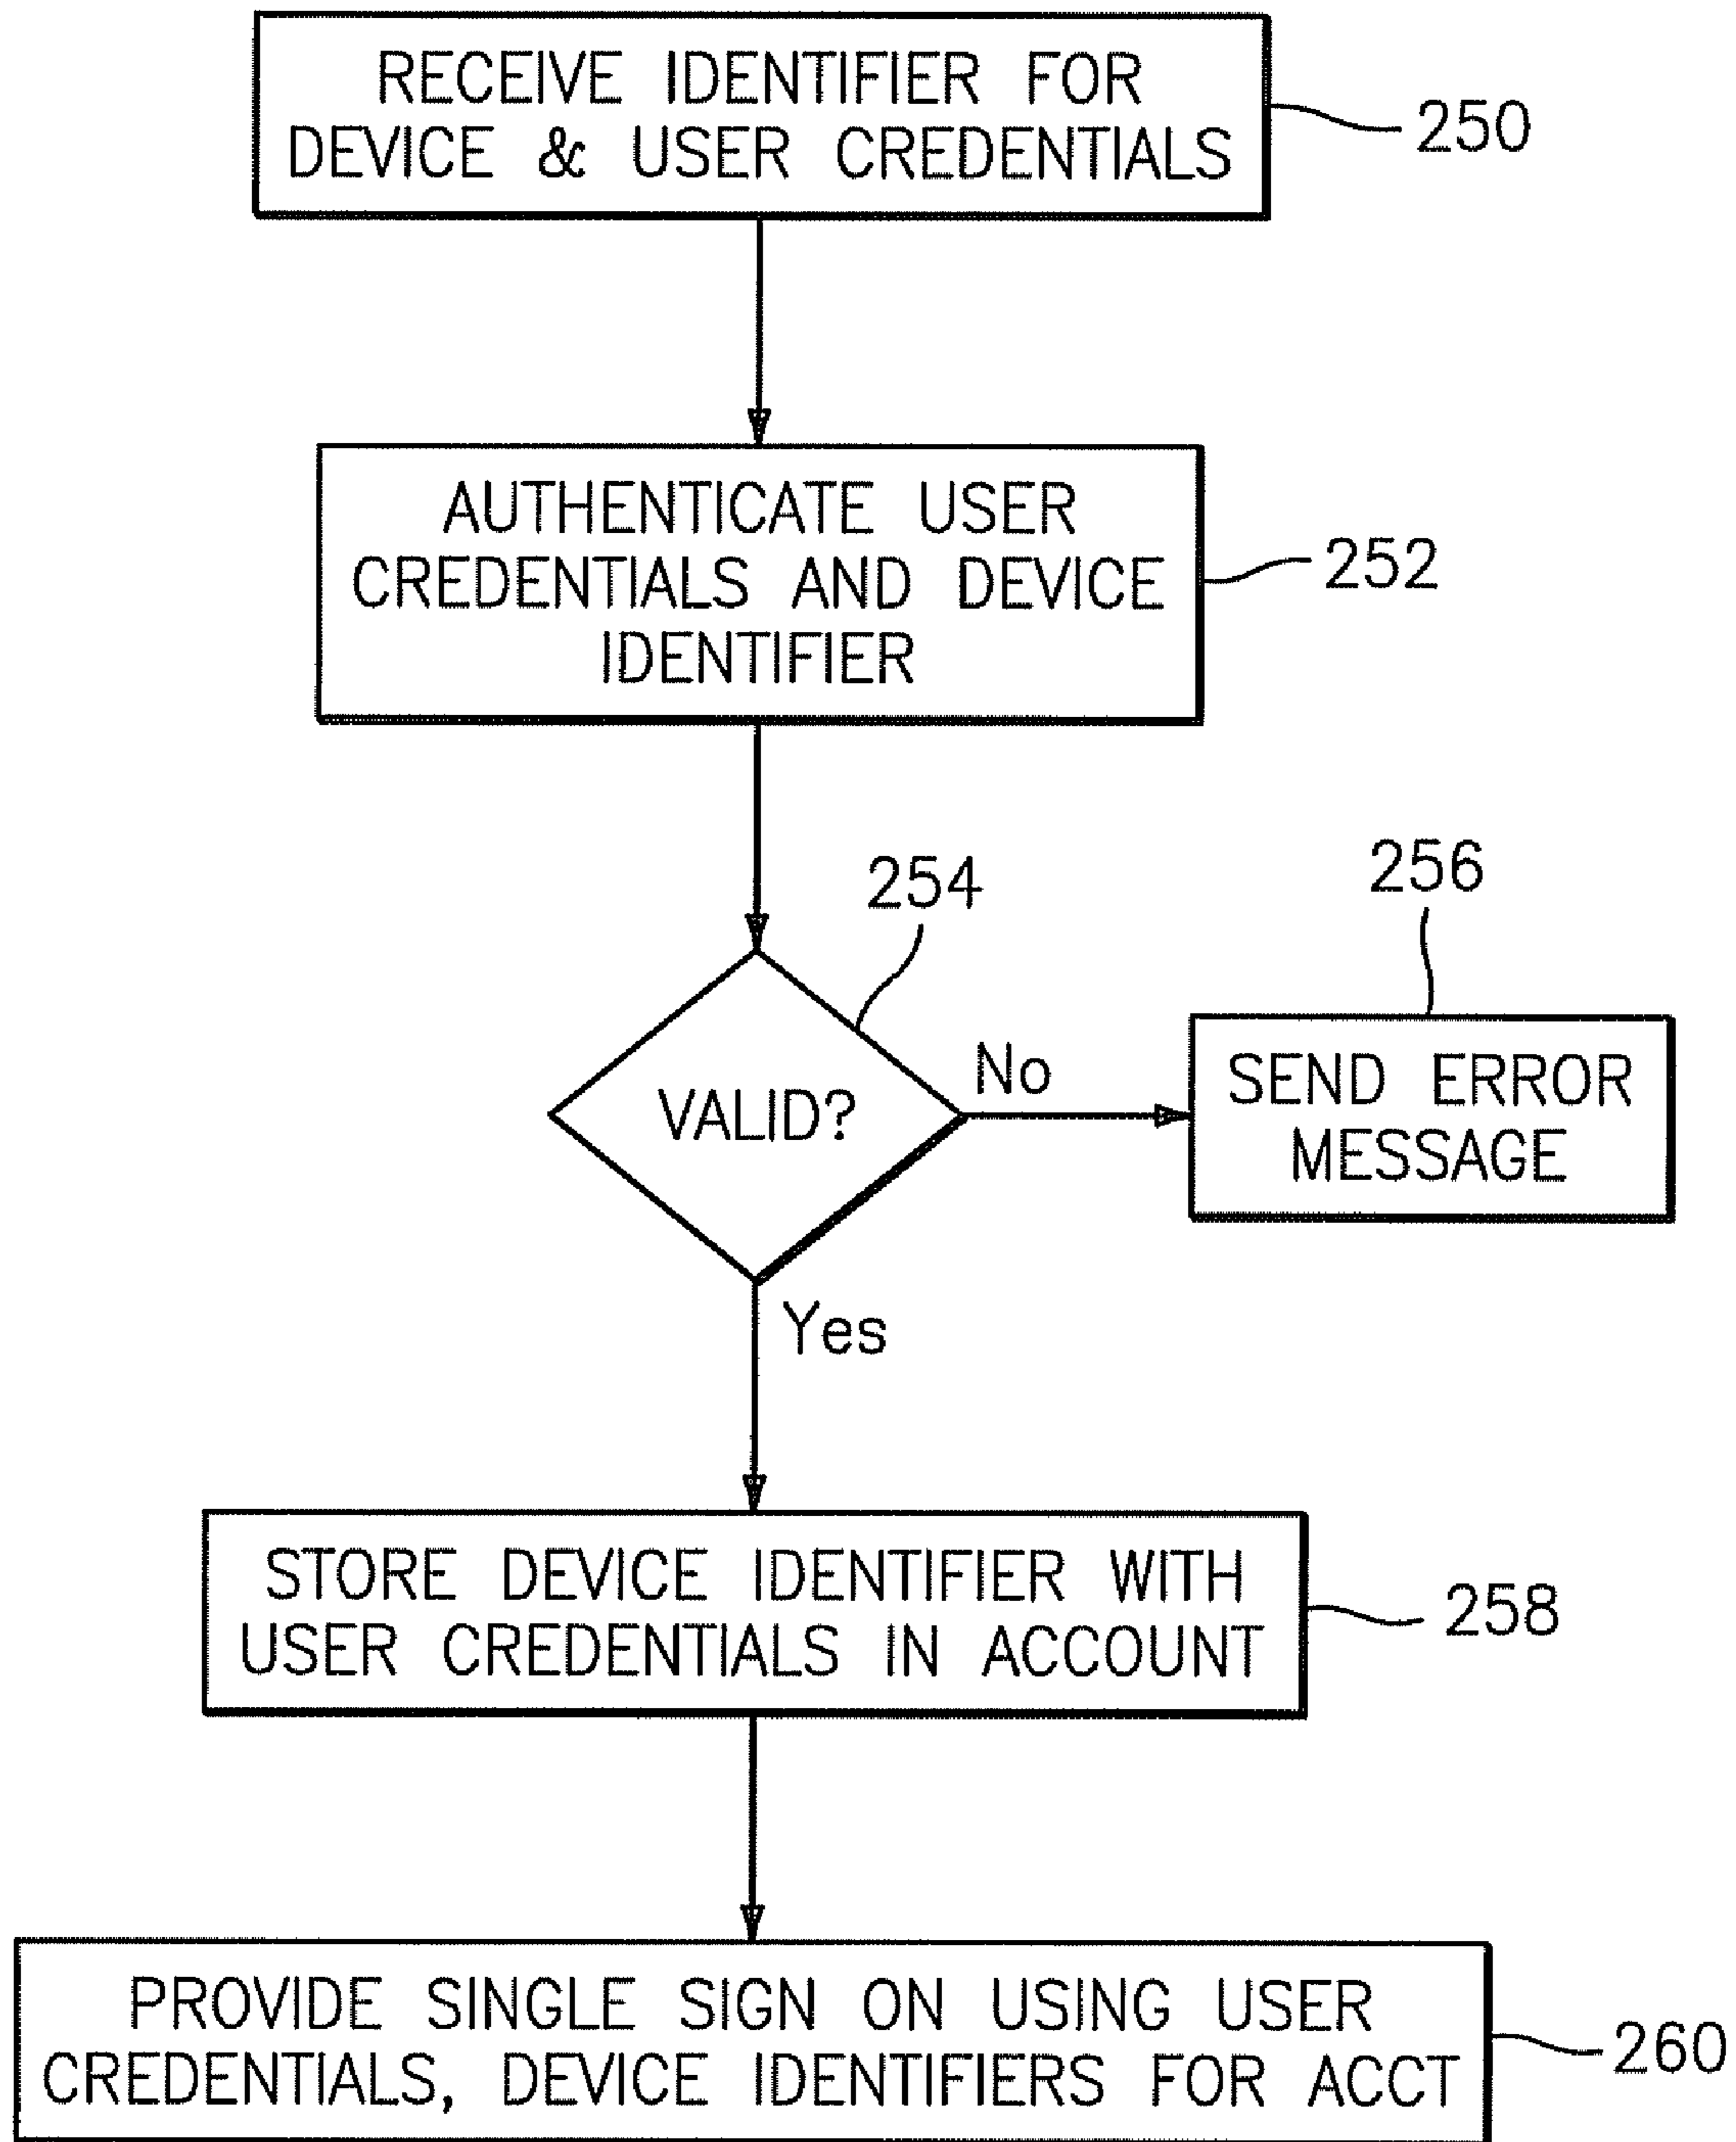 RECEIVE IDENTIFIER FOR
DEVICE & USER CREDENTIALS
250
AUTHENTICATE USER
CREDENTIALS AND DEVICE
IDENTIFIER
252
254
256
VALID?
No
SEND ERROR
MESSAGE
Yes
STORE DEVICE IDENTIFIER WITH
USER CREDENTIALS IN ACCOUNT
258
PROVIDE SINGLE SIGN ON USING USER
CREDENTIALS, DEVICE IDENTIFIERS FOR ACCT
260